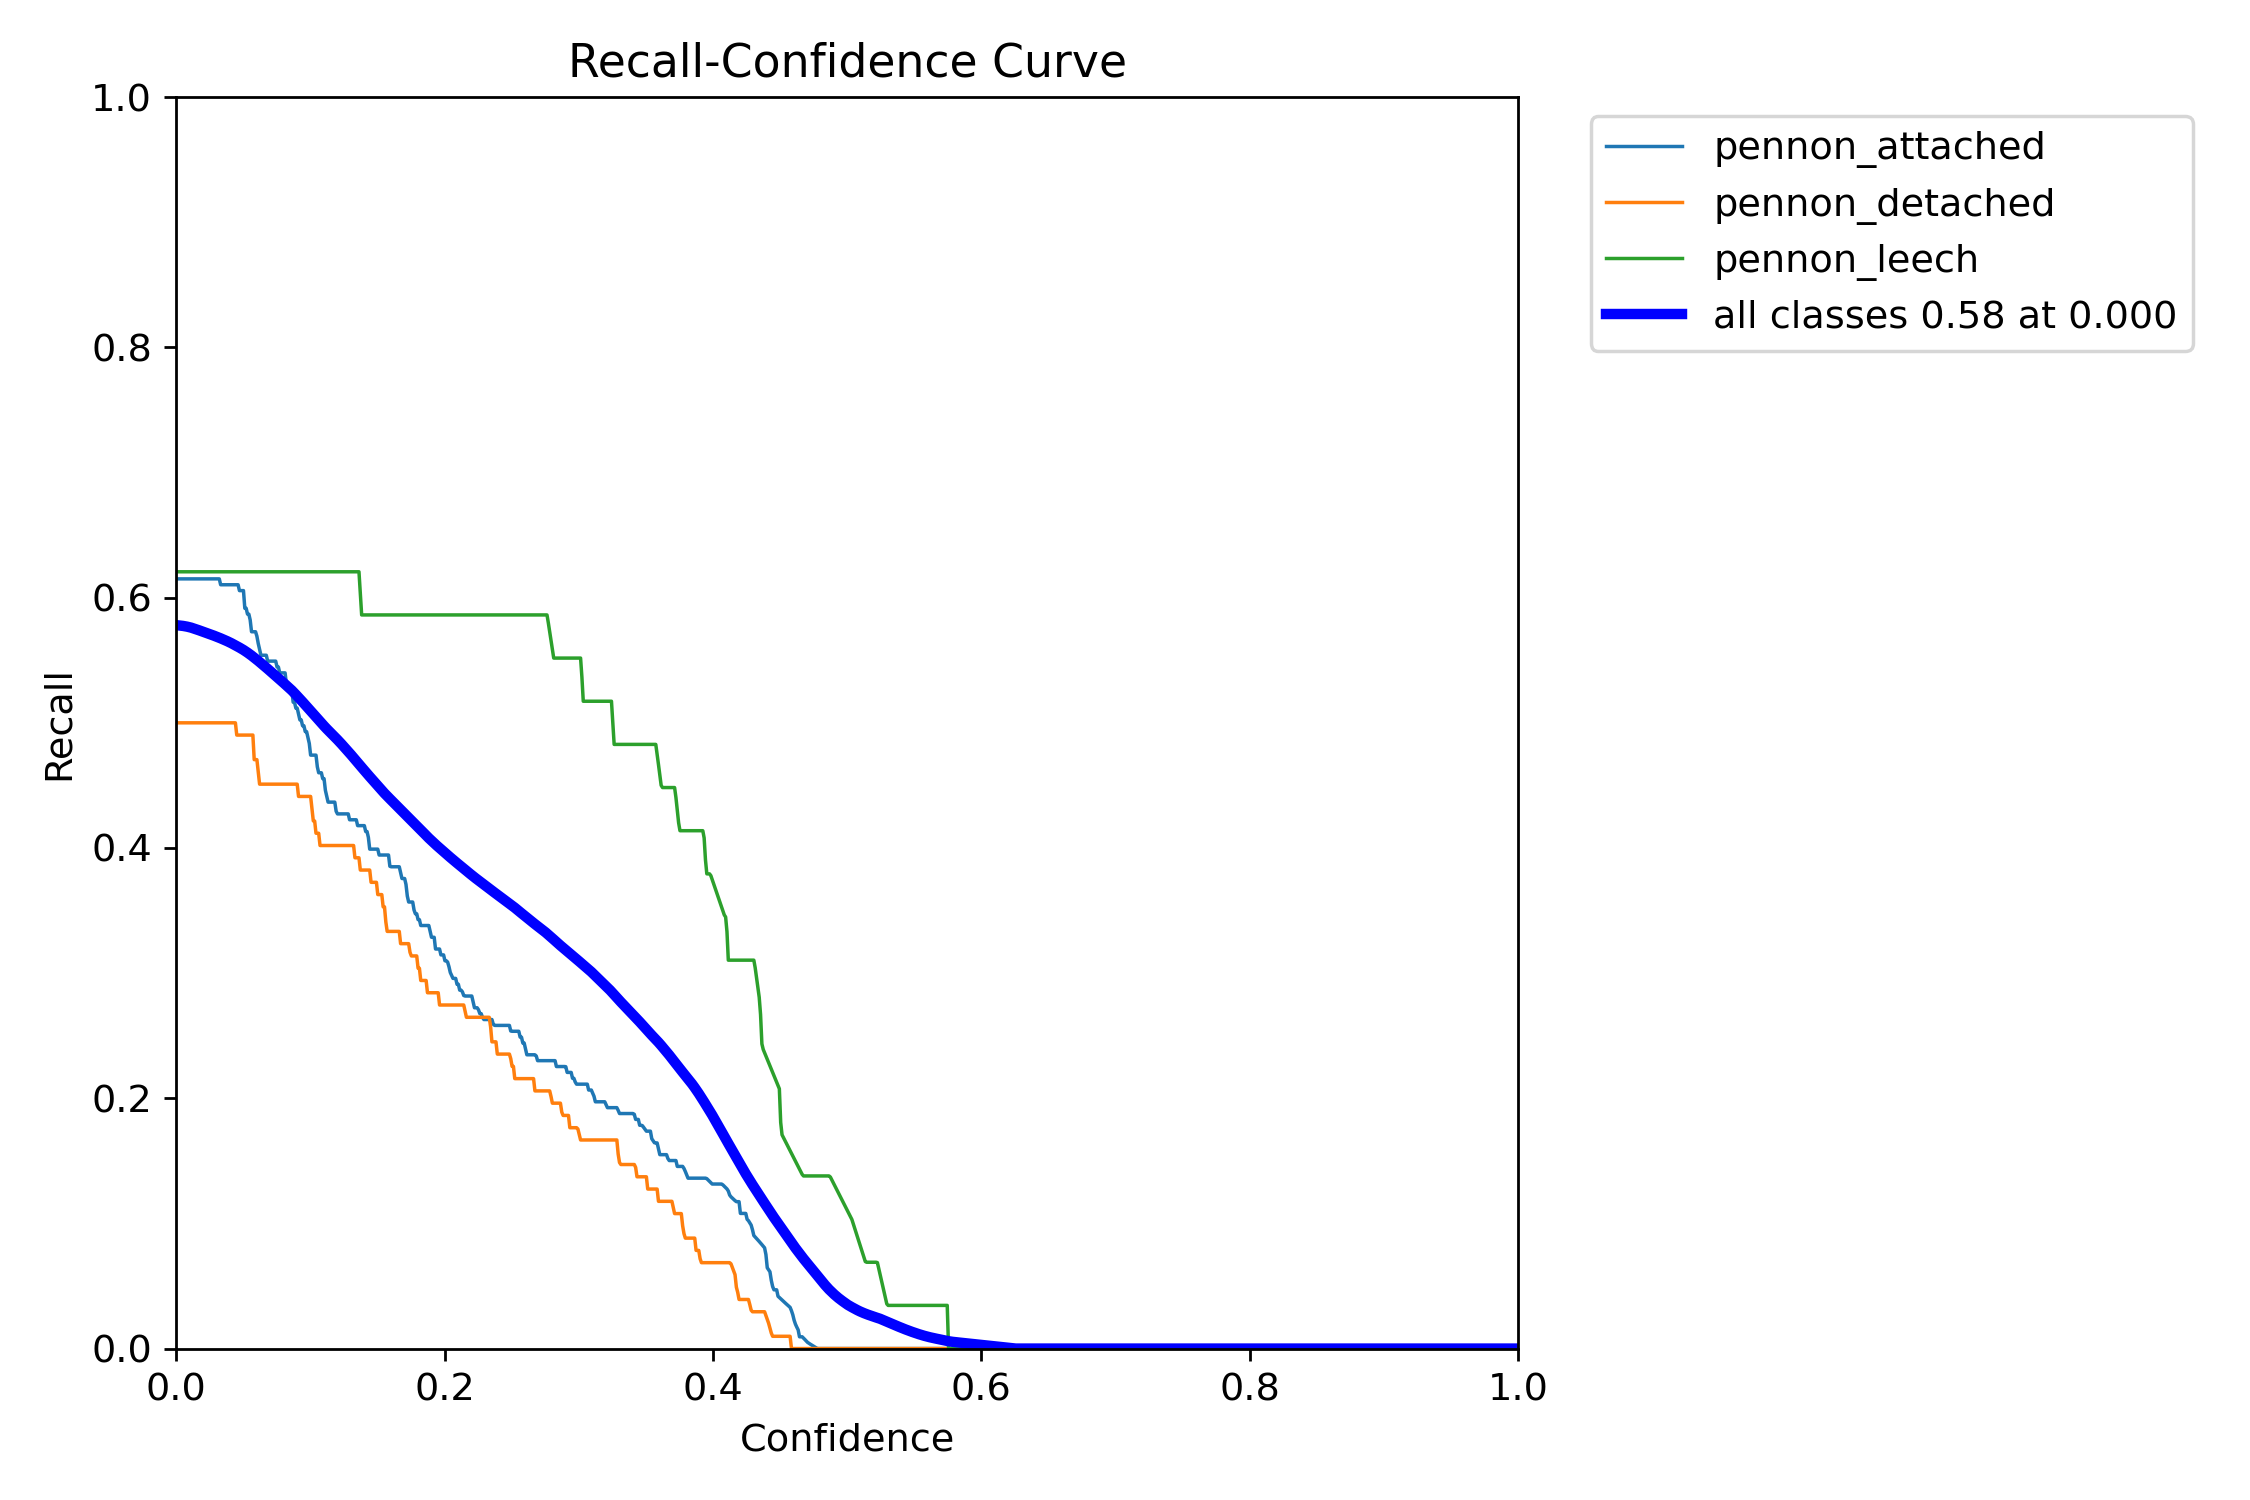 Recall-Confidence Curve
1.0
0.8
0.6
0.4
0.2
0.0
Recall
0.0 0.2 0.4 0.6 0.8 1.0
Confidence
pennon_attached
pennon_detached
pennon_leech
all classes 0.58 at 0.000